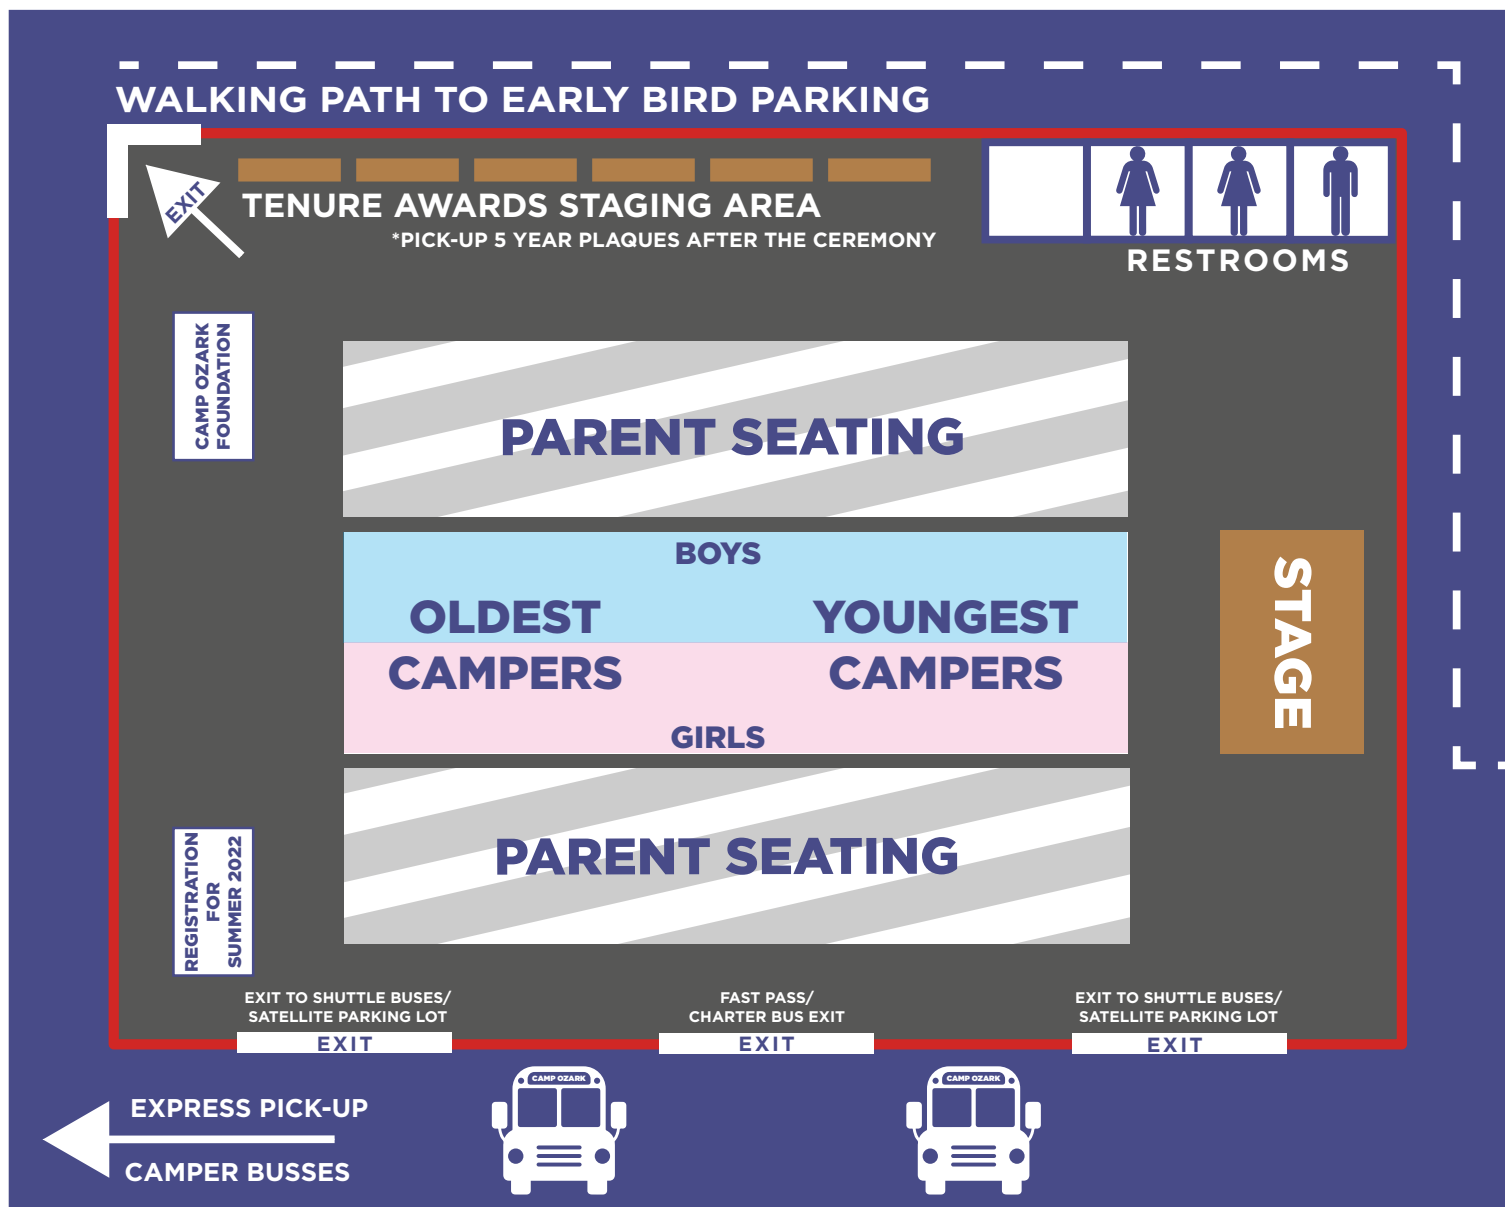 WALKING PATH TO EARLY BIRD PARKING
EXIT
TENURE AWARDS STAGING AREA
*PICK-UP 5 YEAR PLAQUES AFTER THE CEREMONY
RESTROOMS
CAMP OZARK
FOUNDATION
PARENT SEATING
BOYS
OLDEST YOUNGEST
CAMPERS CAMPERS
GIRLS
STAGE
PARENT SEATING
REGISTRATION
FOR
SUMMER 2022
EXIT TO SHUTTLE BUSES/
SATELLITE PARKING LOT
EXIT
FAST PASS/
CHARTER BUS EXIT
EXIT
EXIT TO SHUTTLE BUSES/
SATELLITE PARKING LOT
EXIT
CAMP OZARK
CAMP OZARK
EXPRESS PICK-UP
CAMPER BUSSES